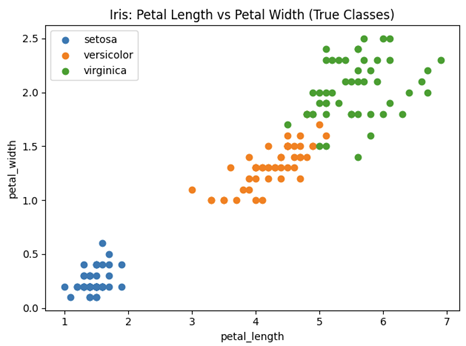 Iris: Petal Length vs Petal Width (True Classes)
setosa
versicolor
virginica
2.5
2.0
1.5
1.0
0.5
0.0
petal_width
1 2 3 4 5 6 7
petal_length